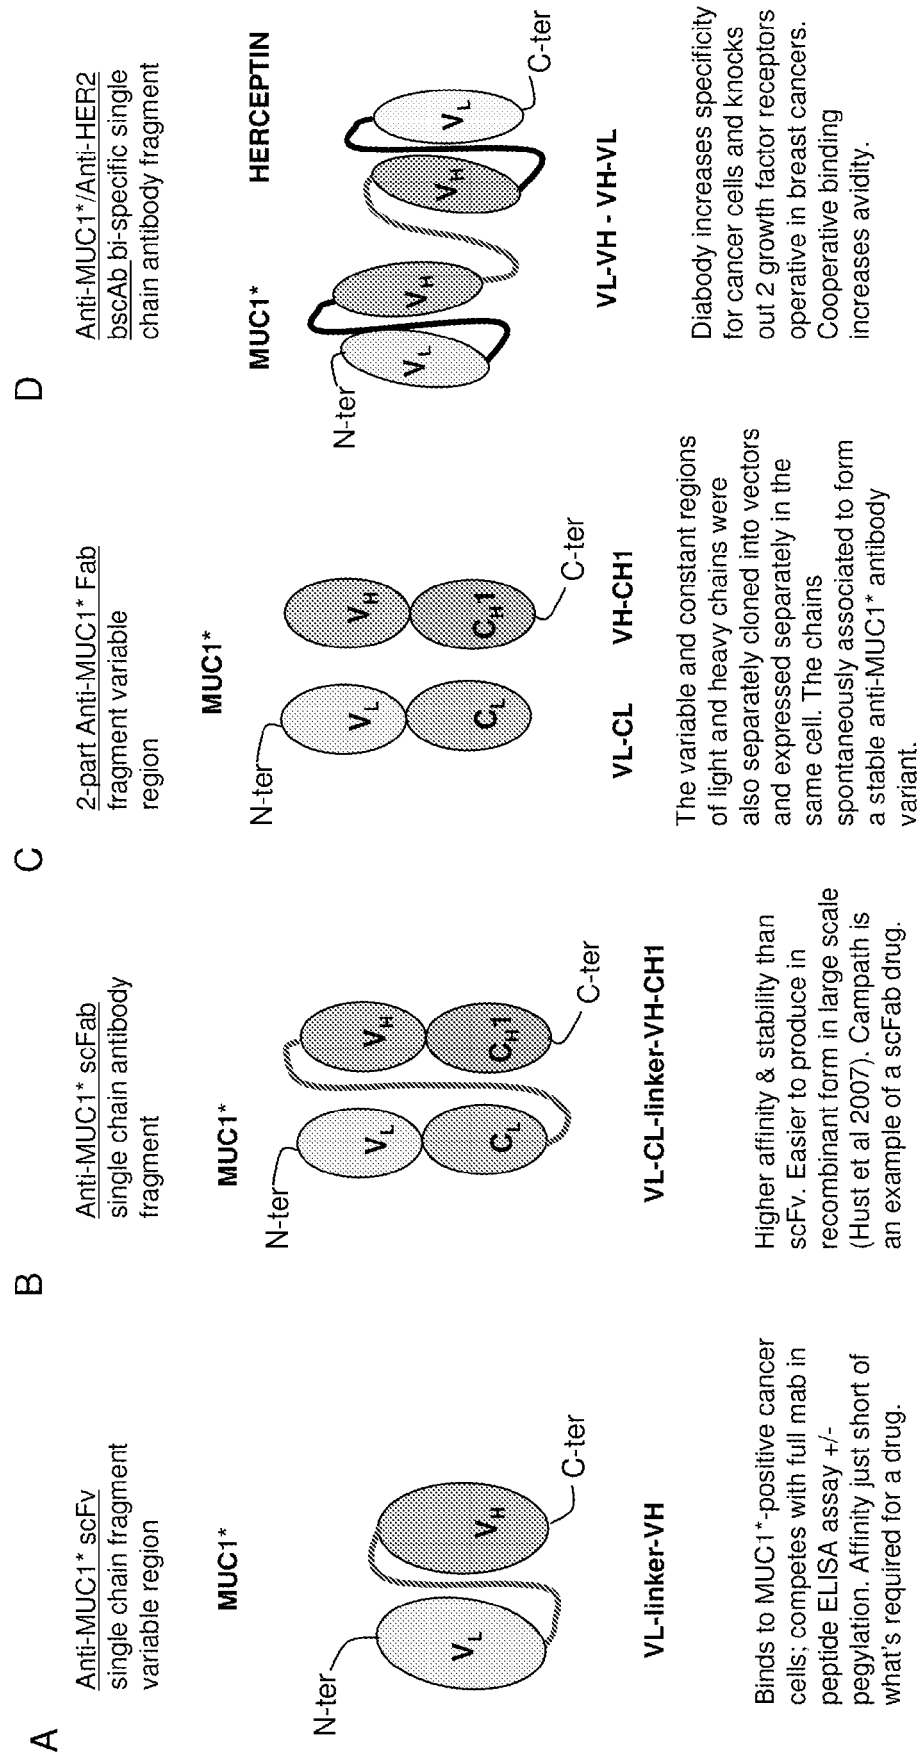 A
Anti-MUC1* scFv
single chain fragment
variable region
MUC1*
N-ter
VL
VH
C-ter
VL-linker-VH
Binds to MUC1*-positive cancer
cells; competes with full mab in
peptide ELISA assay +/-
pegylation. Affinity just short of
what's required for a drug.
B
Anti-MUC1* scFab
single chain antibody
fragment
MUC1*
N-ter
VL
VH
CL
CH1
C-ter
VL-CL-linker-VH-CH1
Higher affinity & stability than
scFv. Easier to produce in
recombinant form in large scale
(Hust et al 2007). Campath is
an example of a scFab drug.
C
2-part Anti-MUC1* Fab
fragment variable
region
MUC1*
N-ter
VL
VH
CL
CH1
C-ter
VL-CL VH-CH1
The variable and constant regions
of light and heavy chains were
also separately cloned into vectors
and expressed separately in the
same cell. The chains
spontaneously associated to form
a stable anti-MUC1* antibody
variant.
D
Anti-MUC1*/Anti-HER2
bscAb bi-specific single
chain antibody fragment
MUC1* HERCEPTIN
N-ter
VL
VH
VH
VL
C-ter
VL-VH - VH-VL
Diabody increases specificity
for cancer cells and knocks
out 2 growth factor receptors
operative in breast cancers.
Cooperative binding
increases avidity.